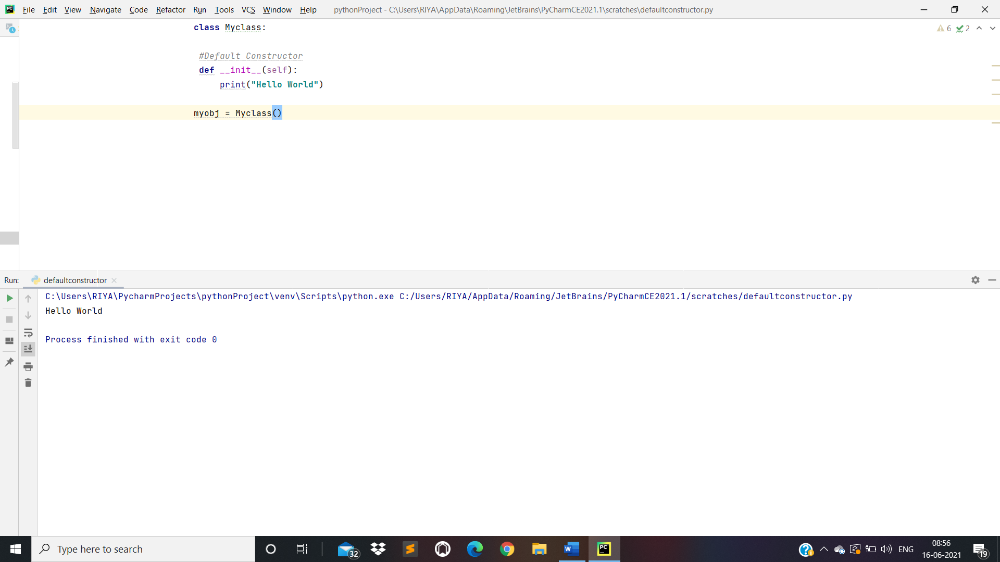 PC File Edit View Navigate Code Refactor Run Tools VCS Window Help pythonProject - C:\Users\RIYA\AppData\Roaming\JetBrains\PyCharmCE2021.1\scratches\defaultconstructor.py
class Myclass:
6 2
#Default Constructor
def __init__(self):
print("Hello World")
myobj = Myclass()
Run: defaultconstructor
C:\Users\RIYA\PycharmProjects\pythonProject\venv\Scripts\python.exe C:/Users/RIYA/AppData/Roaming/JetBrains/PyCharmCE2021.1/scratches/defaultconstructor.py
Hello World
Process finished with exit code 0
Type here to search
32
W
PC
ENG
08:56
16-06-2021
19